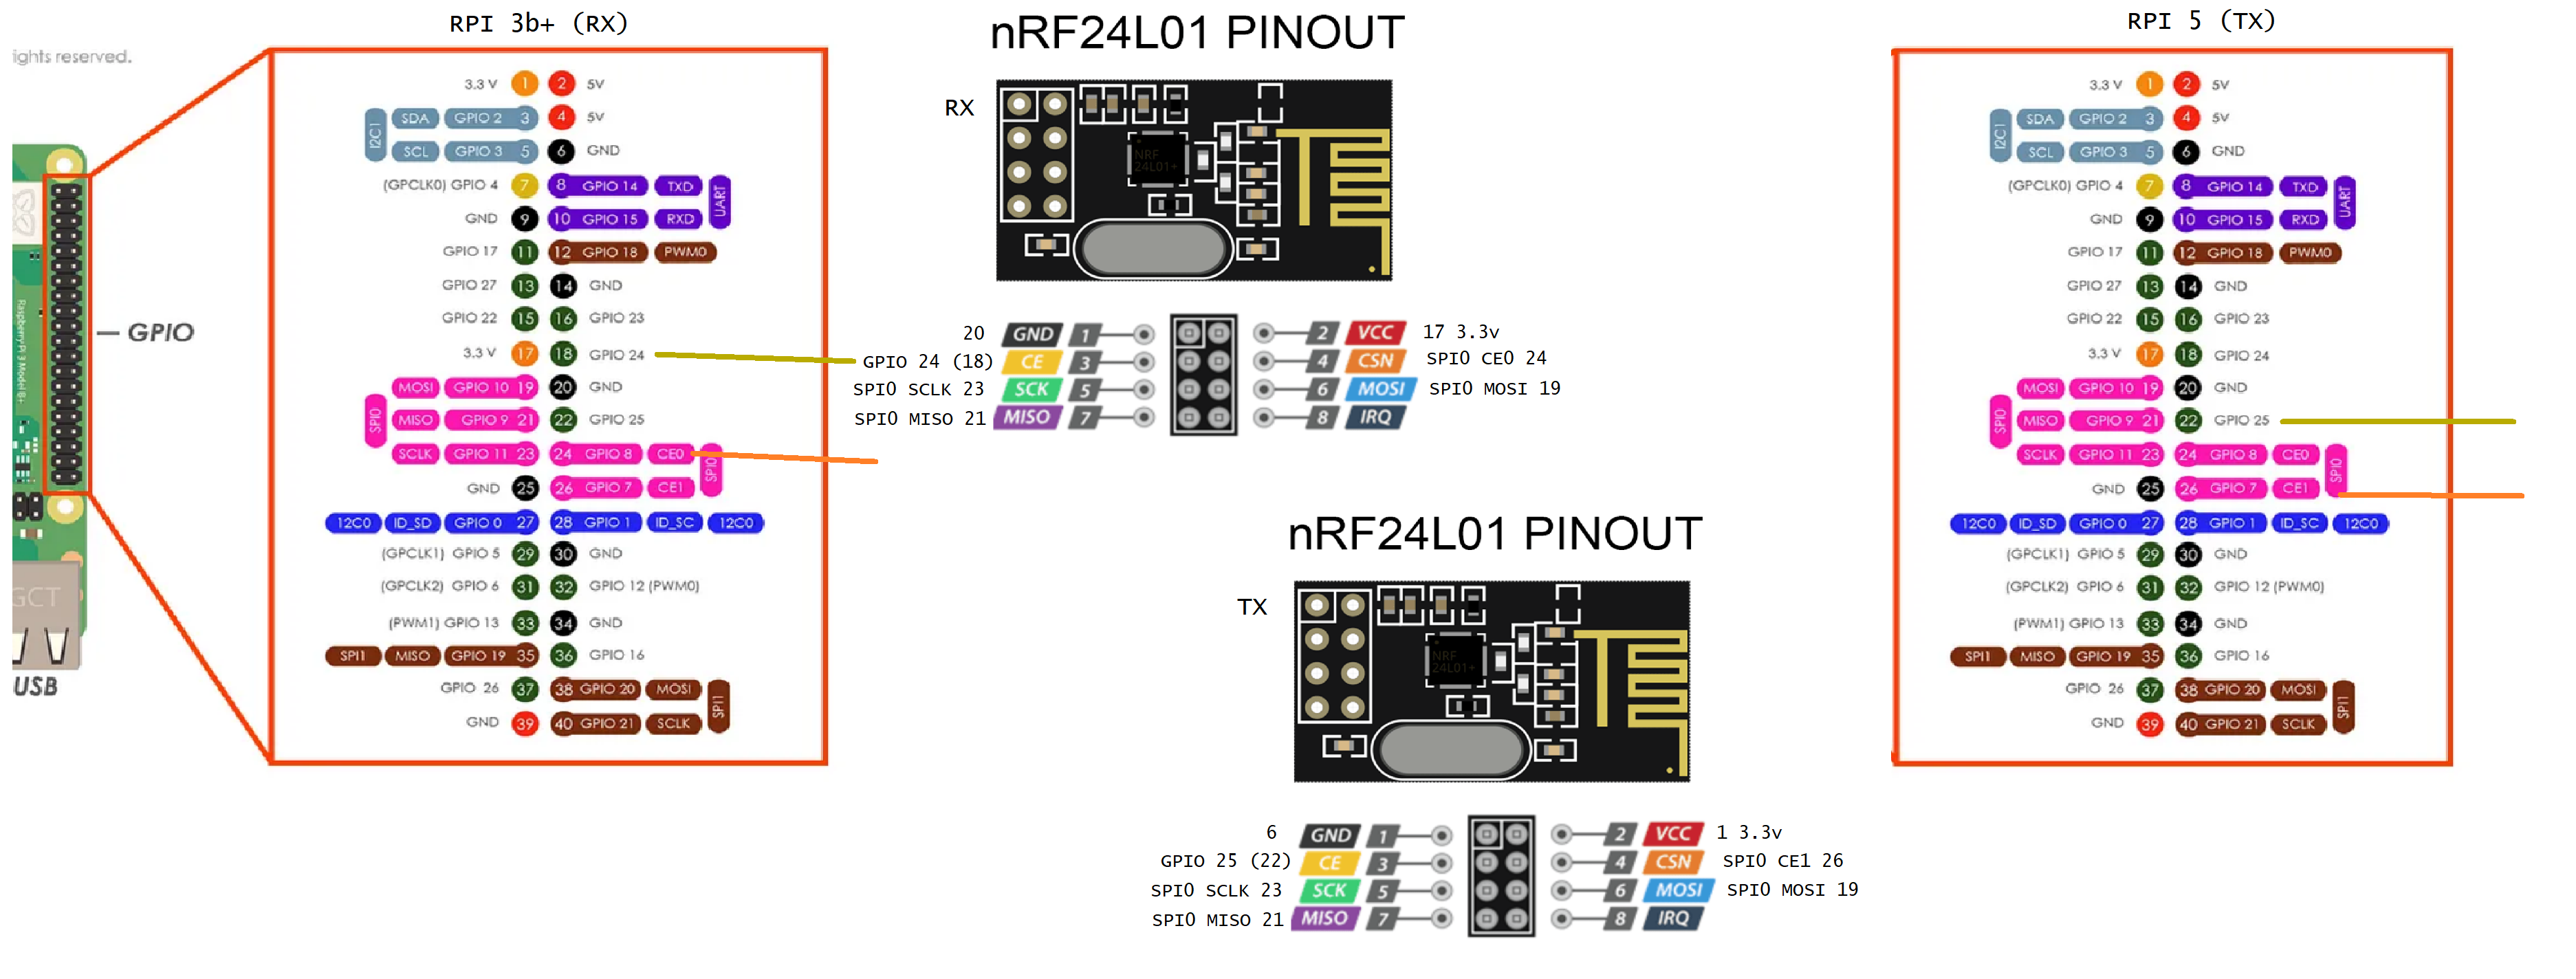 RPI 3b+ (RX)
ights reserved.
3.3 V 1 2 5V
I2C1
SDA GPIO 2 3 4 5V
SCL GPIO 3 5 6 GND
(GPCLK0) GPIO 4 7 8 GPIO 14 TXD
UART
GND 9 10 GPIO 15 RXD
GPIO 17 11 12 GPIO 18 PWM0
GPIO 27 13 14 GND
GPIO 22 15 16 GPIO 23
3.3 V 17 18 GPIO 24
MOSI GPIO 10 19 20 GND
SPI0
MISO GPIO 9 21 22 GPIO 25
SCLK GPIO 11 23 24 GPIO 8 CE0
SPI0
GND 25 26 GPIO 7 CE1
12C0 ID_SD GPIO 0 27 28 GPIO 1 ID_SC 12C0
(GPCLK1) GPIO 5 29 30 GND
(GPCLK2) GPIO 6 31 32 GPIO 12 (PWM0)
(PWM1) GPIO 13 33 34 GND
SPI1 MISO GPIO 19 35 36 GPIO 16
GPIO 26 37 38 GPIO 20 MOSI
SPI1
GND 39 40 GPIO 21 SCLK
GPIO
Raspberry Pi 3 Model B+
GCT
USB
nRF24L01 PINOUT
RX
NRF
24L01+
20 GND 1 2 VCC 17 3.3v
GPIO 24 (18) CE 3 4 CSN SPI0 CE0 24
SPI0 SCLK 23 SCK 5 6 MOSI SPI0 MOSI 19
SPI0 MISO 21 MISO 7 8 IRQ
nRF24L01 PINOUT
TX
NRF
24L01+
6 GND 1 2 VCC 1 3.3v
GPIO 25 (22) CE 3 4 CSN SPI0 CE1 26
SPI0 SCLK 23 SCK 5 6 MOSI SPI0 MOSI 19
SPI0 MISO 21 MISO 7 8 IRQ
RPI 5 (TX)
3.3 V 1 2 5V
I2C1
SDA GPIO 2 3 4 5V
SCL GPIO 3 5 6 GND
(GPCLK0) GPIO 4 7 8 GPIO 14 TXD
UART
GND 9 10 GPIO 15 RXD
GPIO 17 11 12 GPIO 18 PWM0
GPIO 27 13 14 GND
GPIO 22 15 16 GPIO 23
3.3 V 17 18 GPIO 24
MOSI GPIO 10 19 20 GND
SPI0
MISO GPIO 9 21 22 GPIO 25
SCLK GPIO 11 23 24 GPIO 8 CE0
SPI0
GND 25 26 GPIO 7 CE1
12C0 ID_SD GPIO 0 27 28 GPIO 1 ID_SC 12C0
(GPCLK1) GPIO 5 29 30 GND
(GPCLK2) GPIO 6 31 32 GPIO 12 (PWM0)
(PWM1) GPIO 13 33 34 GND
SPI1 MISO GPIO 19 35 36 GPIO 16
GPIO 26 37 38 GPIO 20 MOSI
SPI1
GND 39 40 GPIO 21 SCLK